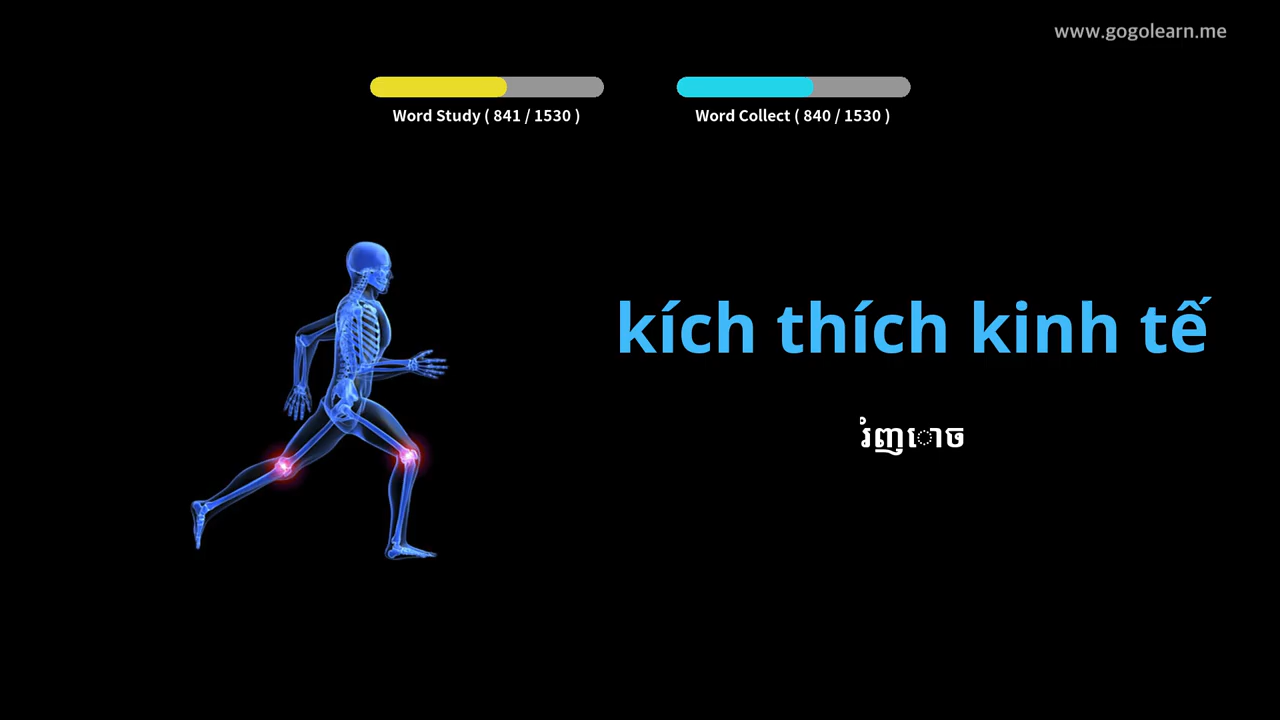 www.gogolearn.me
Word Study ( 841 / 1530 )
Word Collect ( 840 / 1530 )
kích thích kinh tế
រំញោច